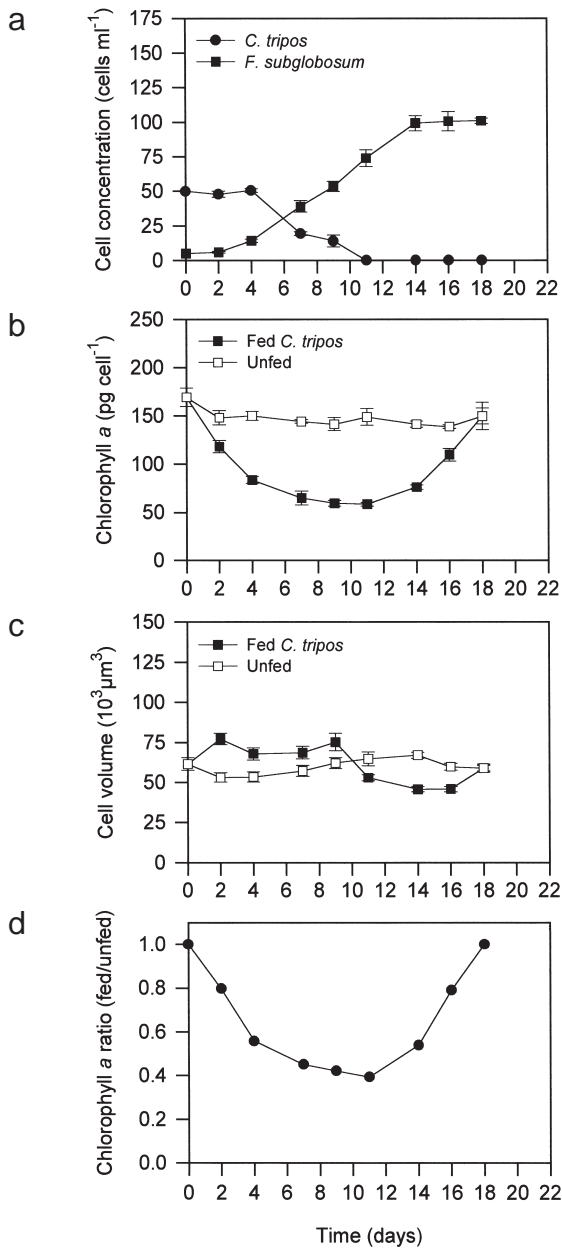 a
Cell concentration (cells ml⁻¹)
175
150
125
100
75
50
25
0
C. tripos
F. subglobosum
0 2 4 6 8 10 12 14 16 18 20 22
b
Chlorophyll a (pg cell⁻¹)
250
200
150
100
50
0
Fed C. tripos
Unfed
0 2 4 6 8 10 12 14 16 18 20 22
c
Cell volume (10³µm³)
150
125
100
75
50
25
0
Fed C. tripos
Unfed
0 2 4 6 8 10 12 14 16 18 20 22
d
Chlorophyll a ratio (fed/unfed)
1.0
0.8
0.6
0.4
0.2
0.0
0 2 4 6 8 10 12 14 16 18 20 22
Time (days)